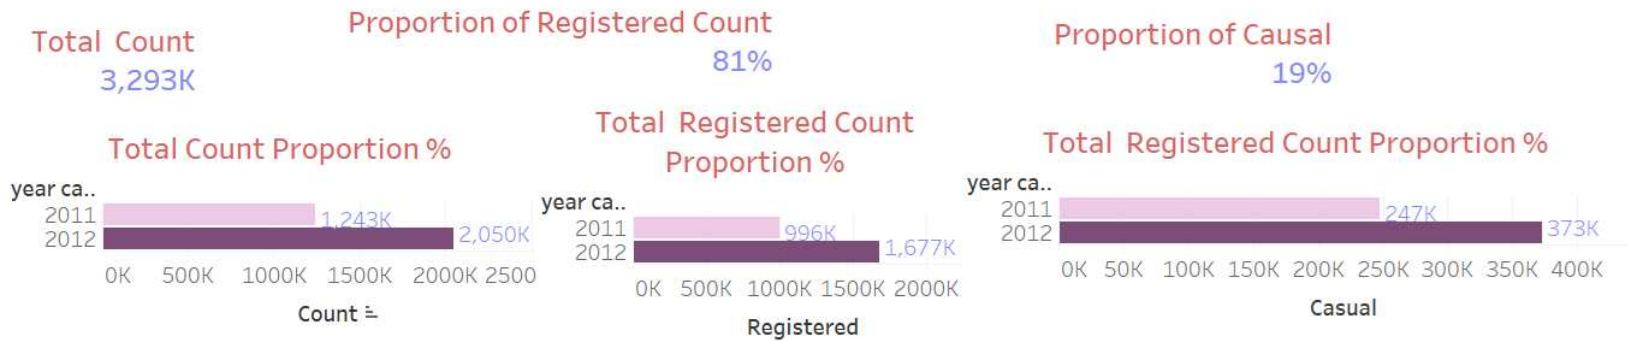 Total Count
3,293K
Proportion of Registered Count
81%
Proportion of Causal
19%
Total Count Proportion %
year ca..
2011
1,243K
2012
2,050K
0K 500K 1000K 1500K 2000K 2500
Count
Total Registered Count
Proportion %
year ca..
2011
996K
2012
1,677K
0K 500K 1000K 1500K 2000K
Registered
Total Registered Count Proportion %
year ca..
2011
247K
2012
373K
0K 50K 100K 150K 200K 250K 300K 350K 400K
Casual